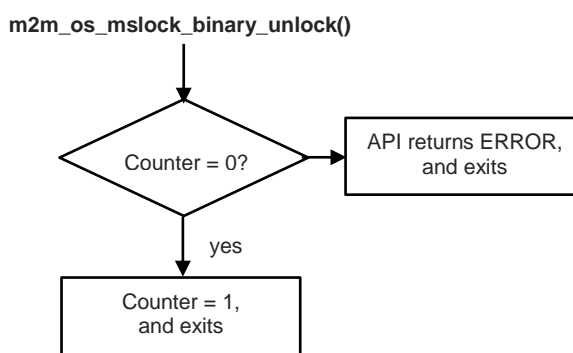 m2m_os_mslock_binary_unlock()
Counter = 0?
API returns ERROR,
and exits
yes
Counter = 1,
and exits